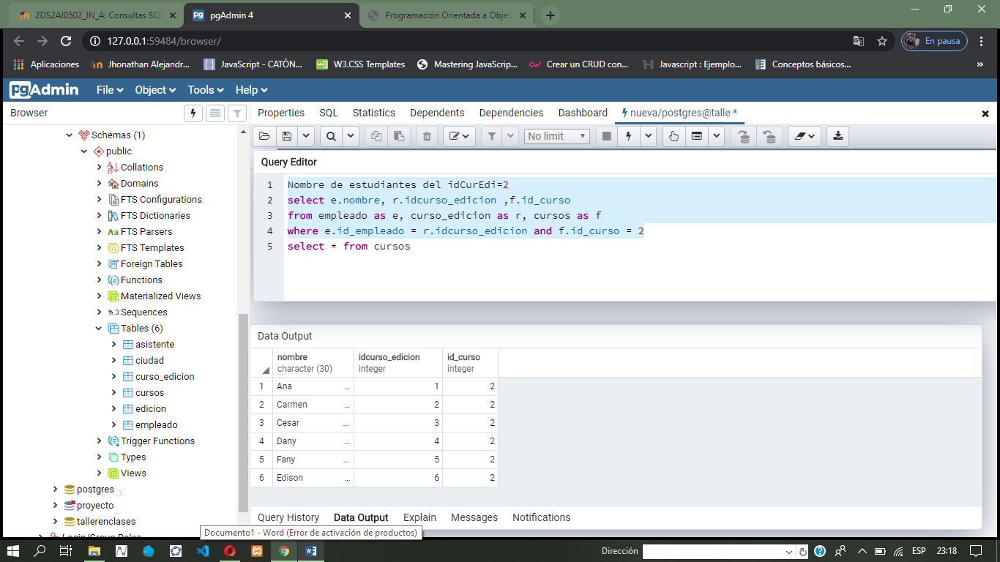 2DS2AI0502_IN_A: Consultas SQ
pgAdmin 4
Programación Orientada a Objet
127.0.0.1:59484/browser/
En pausa
Aplicaciones
Jhonathan Alejandr...
JavaScript - CATÓN...
W3.CSS Templates
Mastering JavaScrip...
Crear un CRUD con...
Javascript : Ejemplo...
Conceptos básicos...
»
pgAdmin
File
Object
Tools
Help
Browser
Properties
SQL
Statistics
Dependents
Dependencies
Dashboard
nueva/postgres@talle *
Schemas (1)
public
Collations
Domains
FTS Configurations
FTS Dictionaries
FTS Parsers
FTS Templates
Foreign Tables
Functions
Materialized Views
Sequences
Tables (6)
asistente
ciudad
curso_edicion
cursos
edicion
empleado
Trigger Functions
Types
Views
postgres
proyecto
tallerenclases
Login/Group Roles
No limit
Query Editor
1 Nombre de estudiantes del idCurEdi=2
2 select e.nombre, r.idcurso_edicion ,f.id_curso
3 from empleado as e, curso_edicion as r, cursos as f
4 where e.id_empleado = r.idcurso_edicion and f.id_curso = 2
5 select * from cursos
Data Output
nombre idcurso_edicion id_curso
character (30) integer integer
1 Ana ... 1 2
2 Carmen ... 2 2
3 Cesar ... 3 2
4 Dany ... 4 2
5 Fany ... 5 2
6 Edison ... 6 2
Query History
Data Output
Explain
Messages
Notifications
Documento1 - Word (Error de activación de productos)
Dirección
ESP
23:18